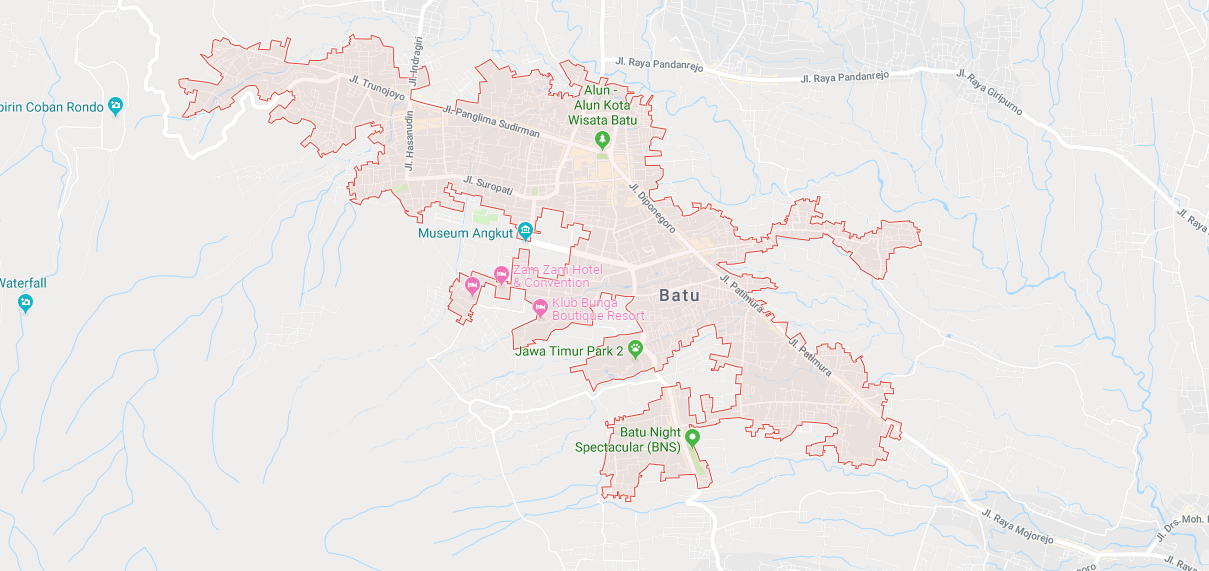 Jl. Indragiri
Jl. Raya Pandanrejo
Jl. Raya Pandanrejo
Jl. Raya Giripurno
Jl. Trunojoyo
Alun -
Alun Kota
Wisata Batu
pirin Coban Rondo
Jl. Panglima Sudirman
Jl. Hasanudin
Jl. Suropati
Jl. Diponegoro
Jl. Raya
Museum Angkut
Zam Zam Hotel
& Convention
Waterfall
Batu
Jl. Patimura
Klub Bunga
Boutique Resort
Jawa Timur Park 2
Jl. Patimura
Batu Night
Spectacular (BNS)
Jl. Raya Mojorejo
Jl. Drs. Moh.
Jl. Raya
oro